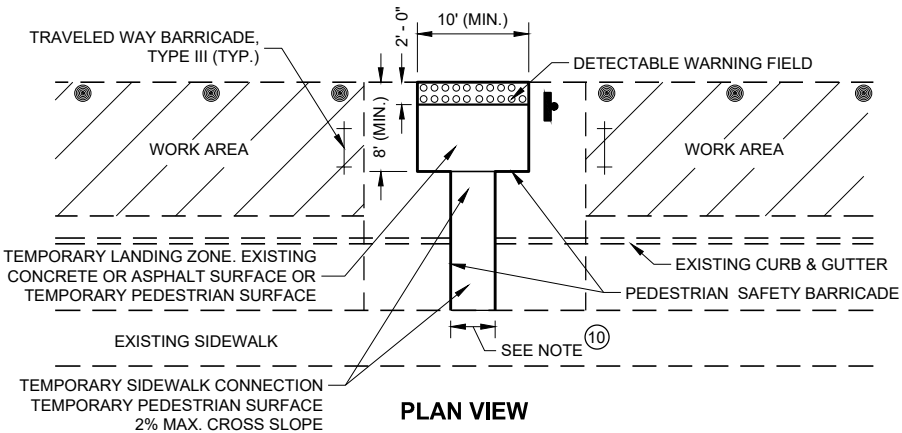 10' (MIN.)
2' - 0"
TRAVELED WAY BARRICADE,
TYPE III (TYP.)
DETECTABLE WARNING FIELD
8' (MIN.)
WORK AREA
WORK AREA
TEMPORARY LANDING ZONE. EXISTING
CONCRETE OR ASPHALT SURFACE OR
TEMPORARY PEDESTRIAN SURFACE
EXISTING CURB & GUTTER
PEDESTRIAN SAFETY BARRICADE
EXISTING SIDEWALK
SEE NOTE 10
TEMPORARY SIDEWALK CONNECTION
TEMPORARY PEDESTRIAN SURFACE
2% MAX. CROSS SLOPE
PLAN VIEW